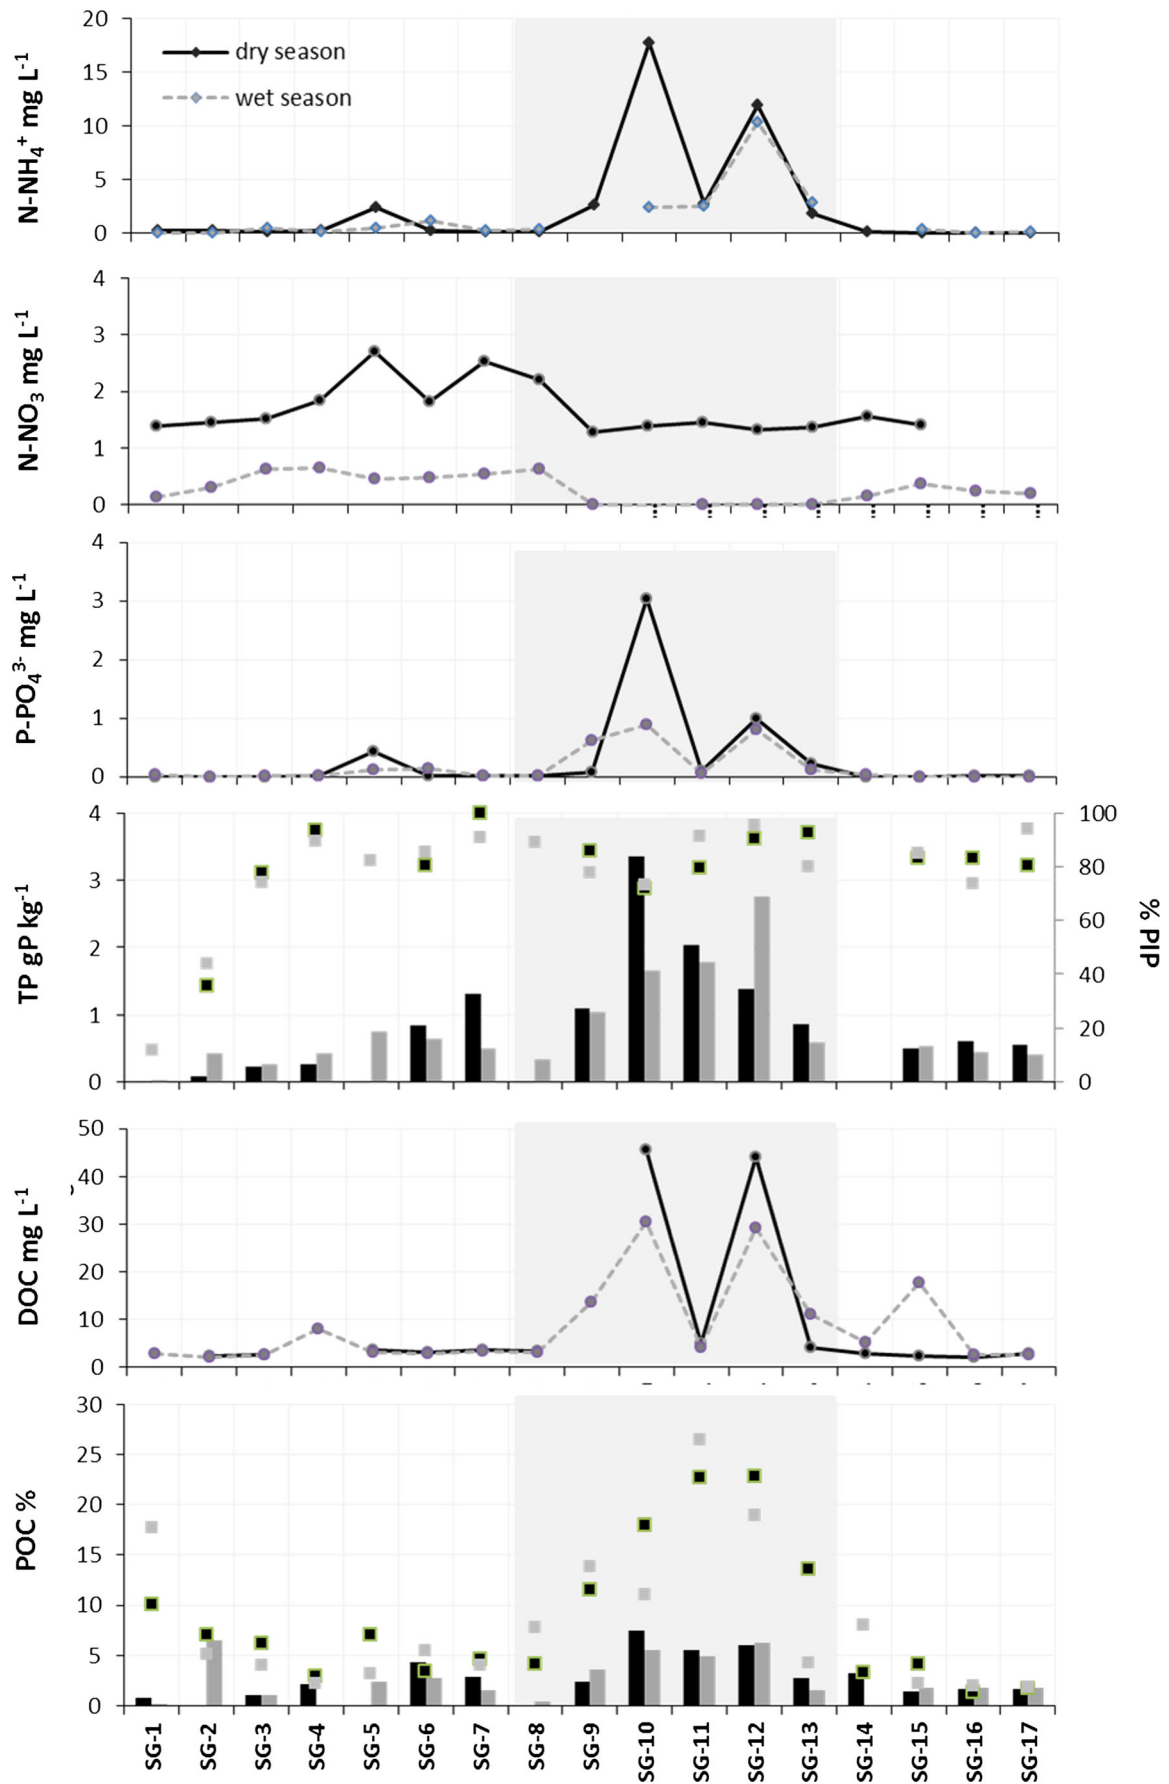 N-NH4+ mg L-1
20
15
10
5
0
dry season
wet season
N-NO3 mg L-1
4
3
2
1
0
P-PO43- mg L-1
4
3
2
1
0
TP gP kg-1
4
3
2
1
0
100
80
60
40
20
0
% PIP
DOC mg L-1
50
40
30
20
10
0
POC %
30
25
20
15
10
5
0
SG-1
SG-2
SG-3
SG-4
SG-5
SG-6
SG-7
SG-8
SG-9
SG-10
SG-11
SG-12
SG-13
SG-14
SG-15
SG-16
SG-17